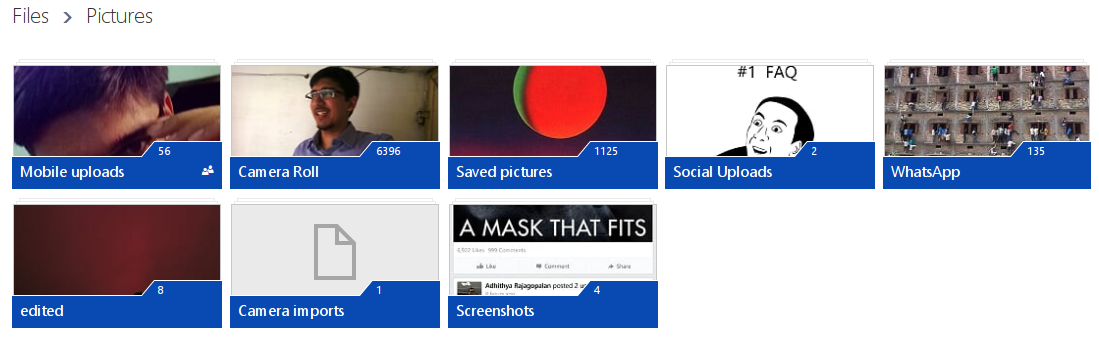 Files > Pictures
#1 FAQ
56
Mobile uploads
6396
Camera Roll
1125
Saved pictures
2
Social Uploads
135
WhatsApp
8
edited
1
Camera imports
A MASK THAT FITS
6,502 Likes 999 Comments
Like Comment Share
Adhithya Rajagopalan posted 2 u
4
Screenshots